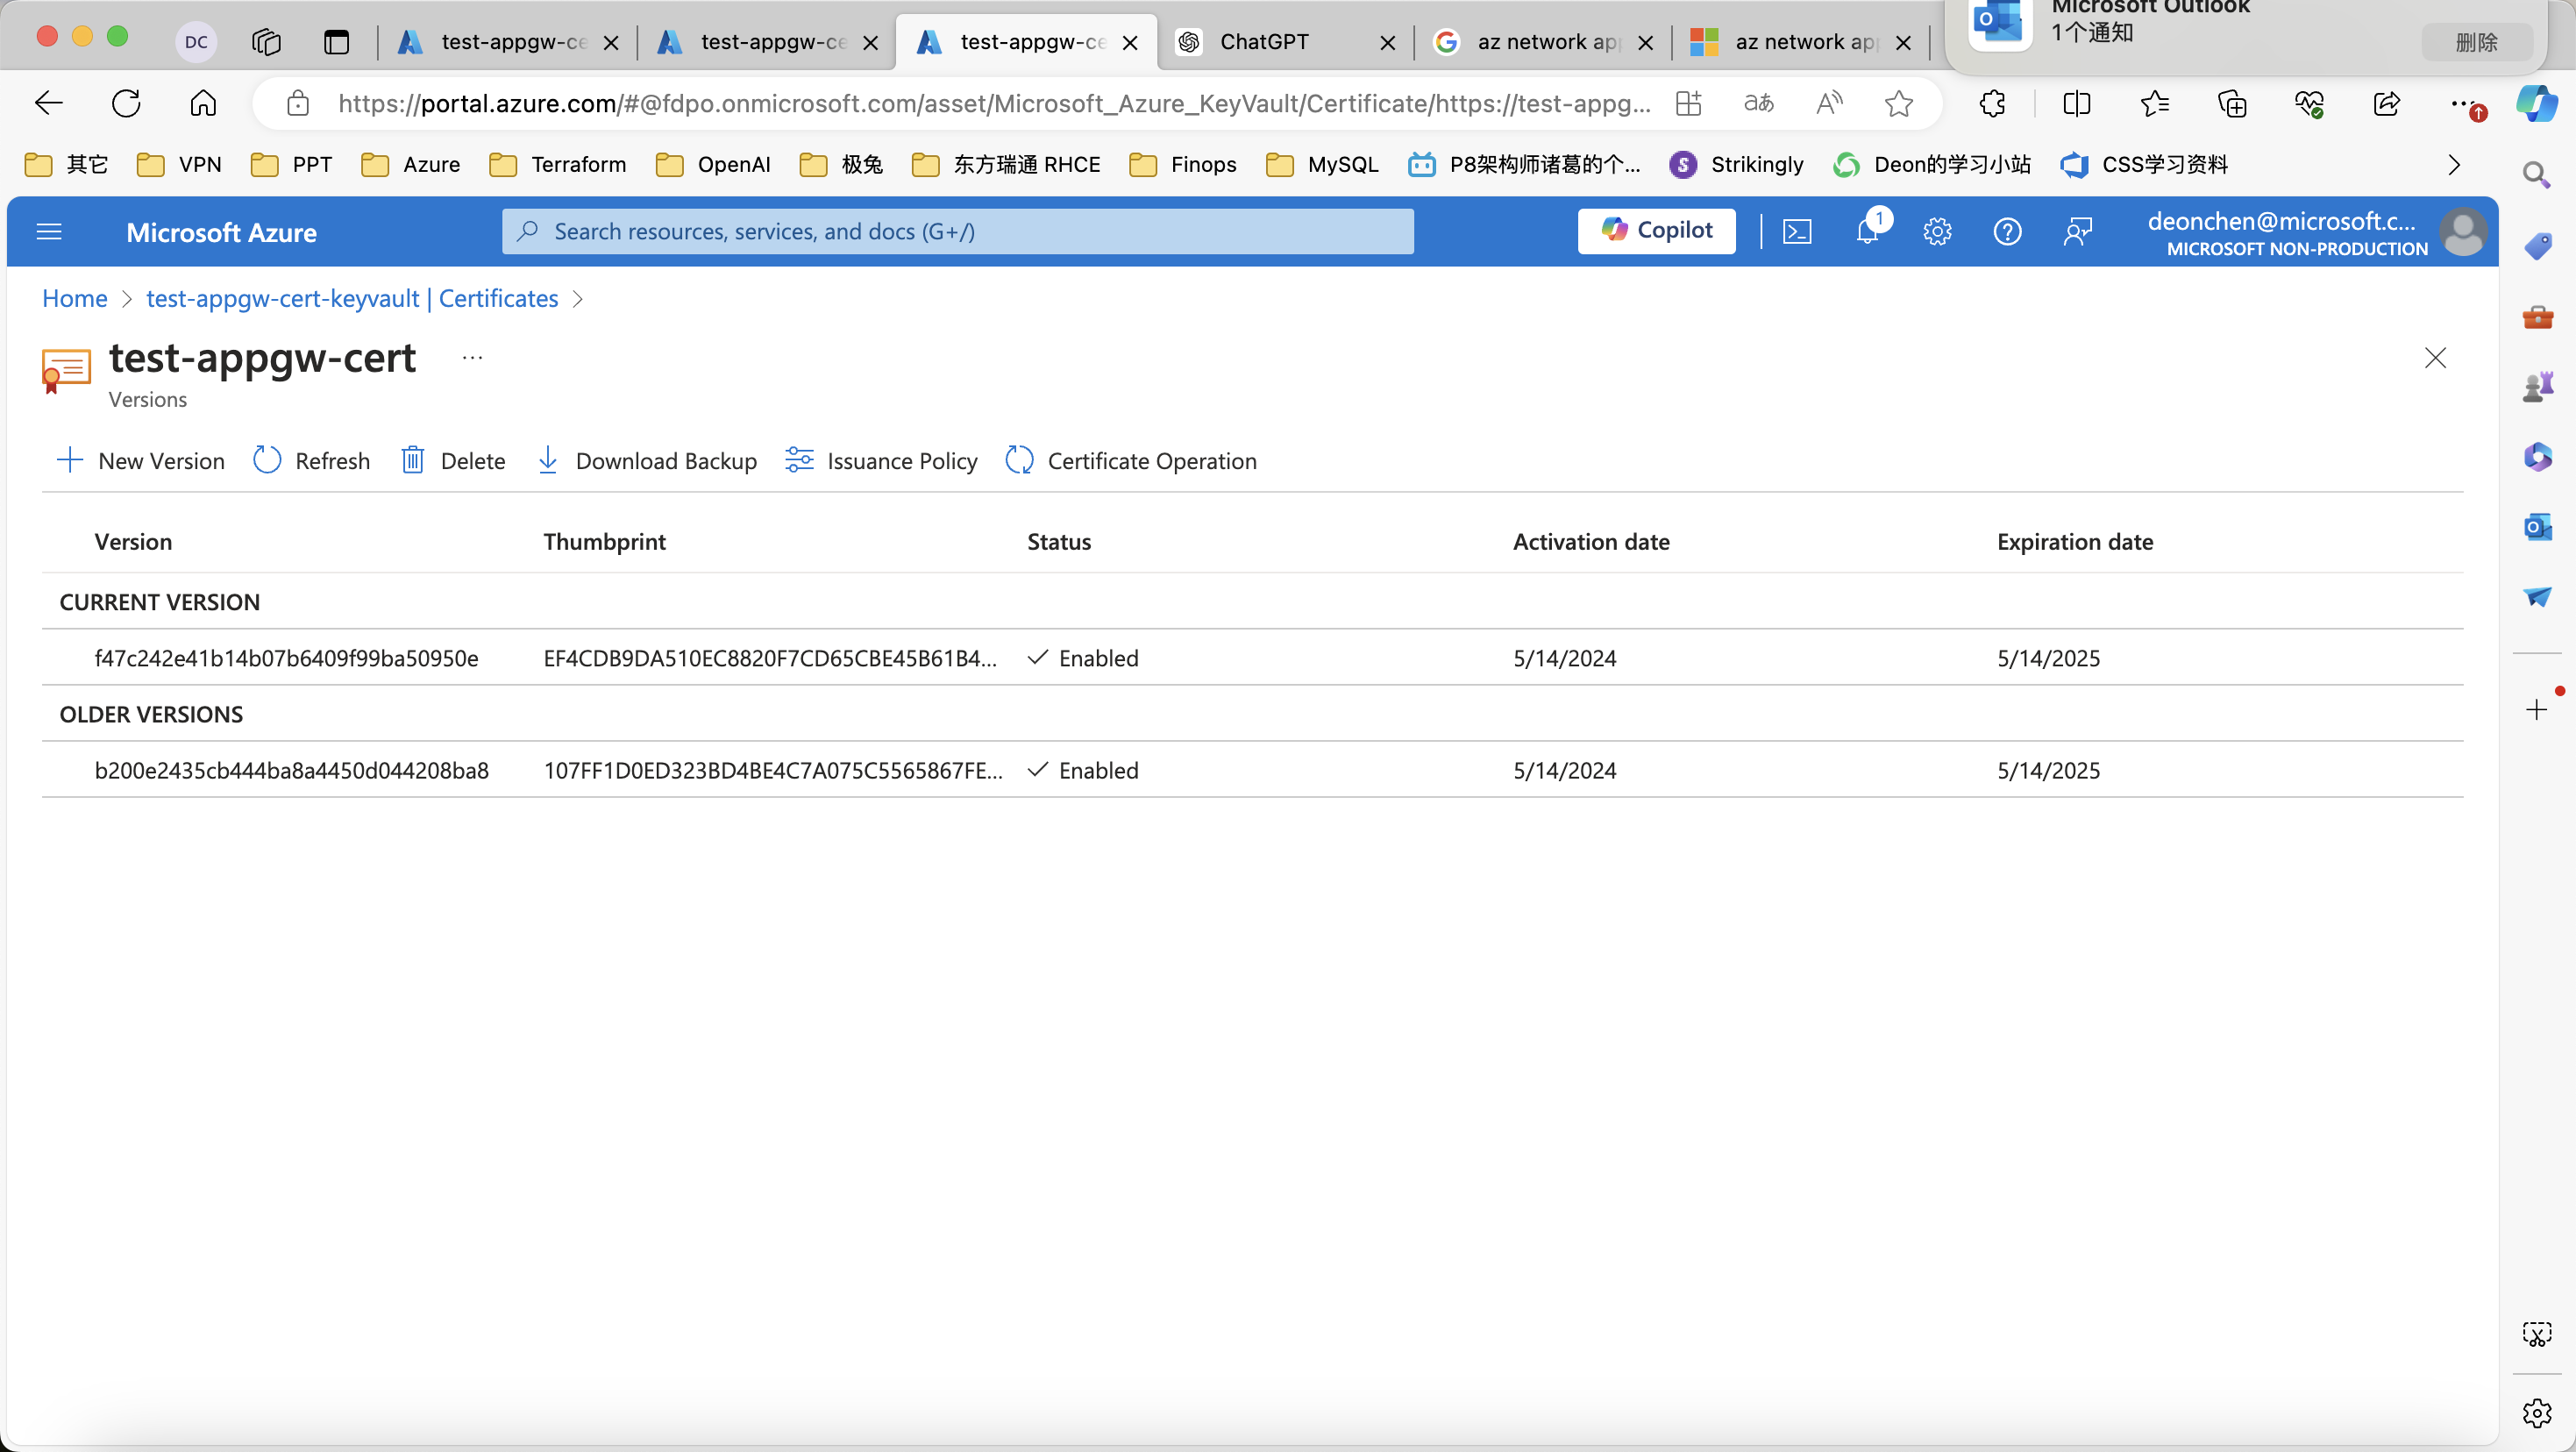 Microsoft Outlook
1个通知
删除
DC
test-appgw-ce
test-appgw-ce
test-appgw-ce
ChatGPT
az network app
az network app
https://portal.azure.com/#@fdpo.onmicrosoft.com/asset/Microsoft_Azure_KeyVault/Certificate/https://test-appg...
其它
VPN
PPT
Azure
Terraform
OpenAI
极兔
东方瑞通 RHCE
Finops
MySQL
P8架构师诸葛的个...
Strikingly
Deon的学习小站
CSS学习资料
Microsoft Azure
Search resources, services, and docs (G+/)
Copilot
1
deonchen@microsoft.c...
MICROSOFT NON-PRODUCTION
Home > test-appgw-cert-keyvault | Certificates >
test-appgw-cert ...
Versions
New Version Refresh Delete Download Backup Issuance Policy Certificate Operation
Version Thumbprint Status Activation date Expiration date
CURRENT VERSION
f47c242e41b14b07b6409f99ba50950e EF4CDB9DA510EC8820F7CD65CBE45B61B4... Enabled 5/14/2024 5/14/2025
OLDER VERSIONS
b200e2435cb444ba8a4450d044208ba8 107FF1D0ED323BD4BE4C7A075C5565867FE... Enabled 5/14/2024 5/14/2025